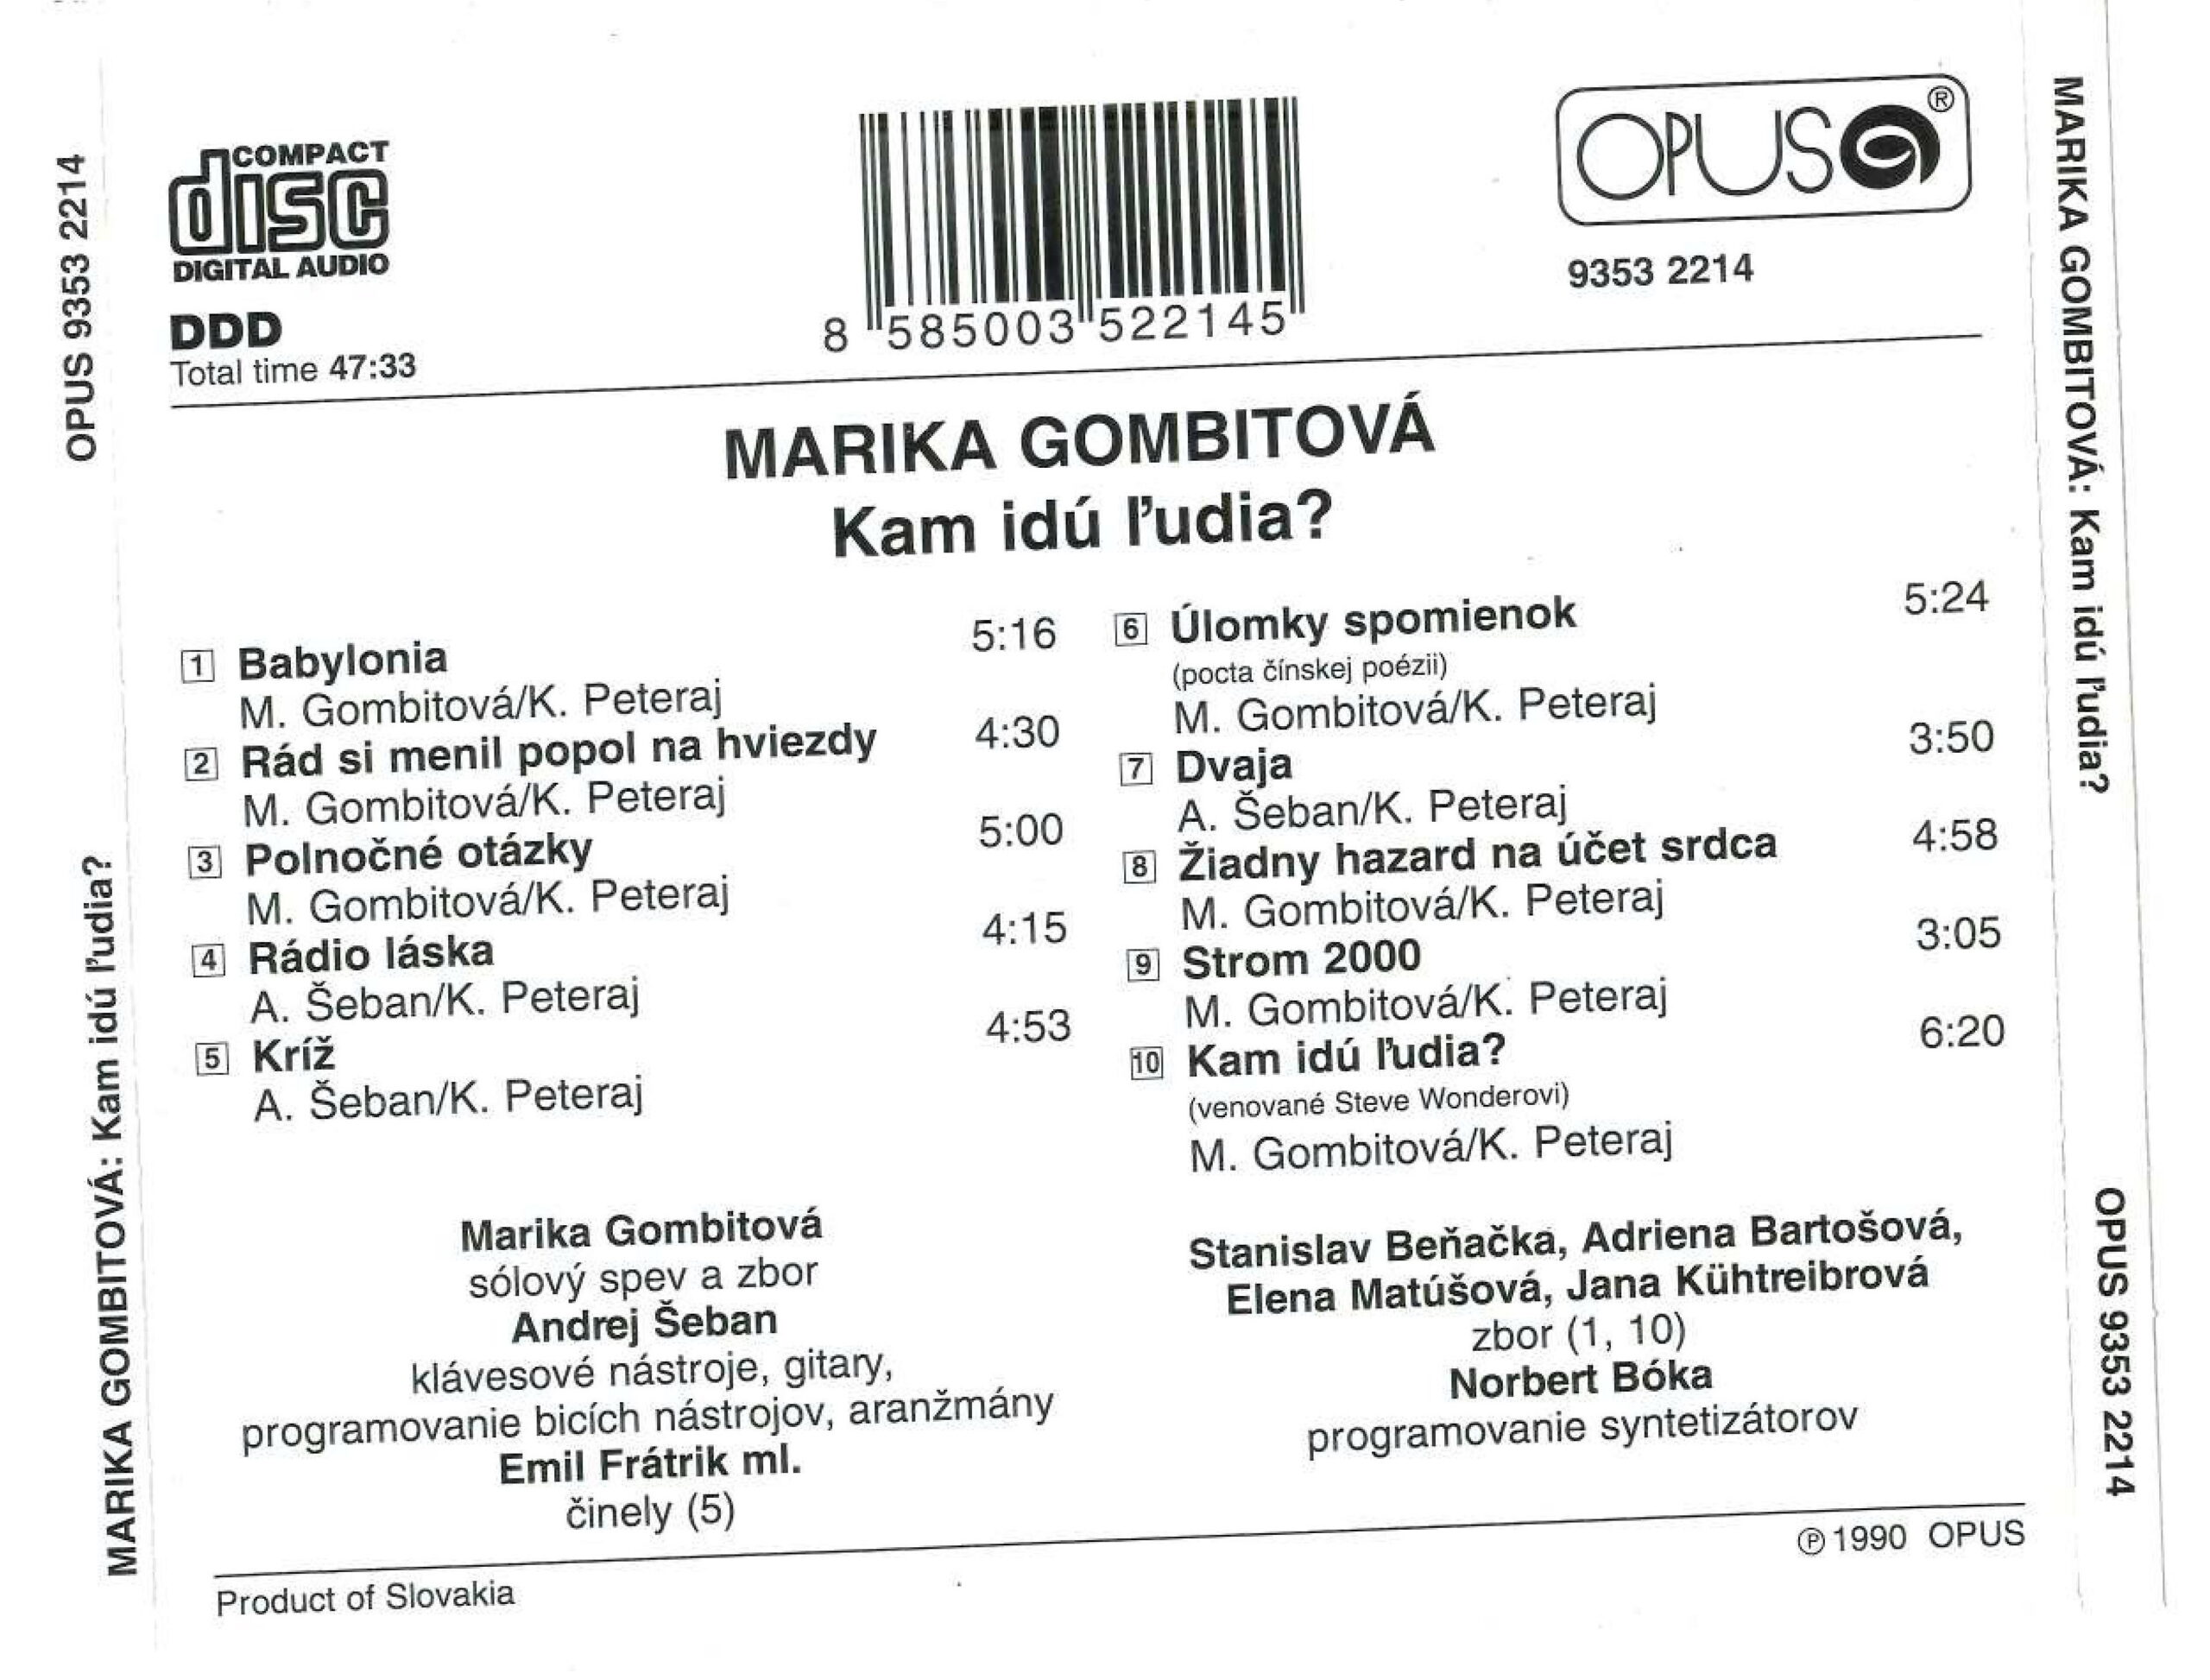 OPUS 9353 2214
MARIKA GOMBITOVÁ: Kam idú ľudia?
COMPACT
disc
DIGITAL AUDIO
DDD
Total time 47:33
8 585003 522145
OPUS ®
9353 2214
MARIKA GOMBITOVÁ
Kam idú ľudia?
1 Babylonia 5:16
M. Gombitová/K. Peteraj
2 Rád si menil popol na hviezdy 4:30
M. Gombitová/K. Peteraj
3 Polnočné otázky 5:00
M. Gombitová/K. Peteraj
4 Rádio láska 4:15
A. Šeban/K. Peteraj
5 Kríž 4:53
A. Šeban/K. Peteraj
6 Úlomky spomienok 5:24
(pocta čínskej poézii)
M. Gombitová/K. Peteraj
7 Dvaja 3:50
A. Šeban/K. Peteraj
8 Žiadny hazard na účet srdca 4:58
M. Gombitová/K. Peteraj
9 Strom 2000 3:05
M. Gombitová/K. Peteraj
10 Kam idú ľudia? 6:20
(venované Steve Wonderovi)
M. Gombitová/K. Peteraj
Marika Gombitová
sólový spev a zbor
Andrej Šeban
klávesové nástroje, gitary,
programovanie bicích nástrojov, aranžmány
Emil Frátrik ml.
činely (5)
Stanislav Beňačka, Adriena Bartošová,
Elena Matúšová, Jana Kühtreibrová
zbor (1, 10)
Norbert Bóka
programovanie syntetizátorov
℗ 1990 OPUS
Product of Slovakia
MARIKA GOMBITOVÁ: Kam idú ľudia?
OPUS 9353 2214